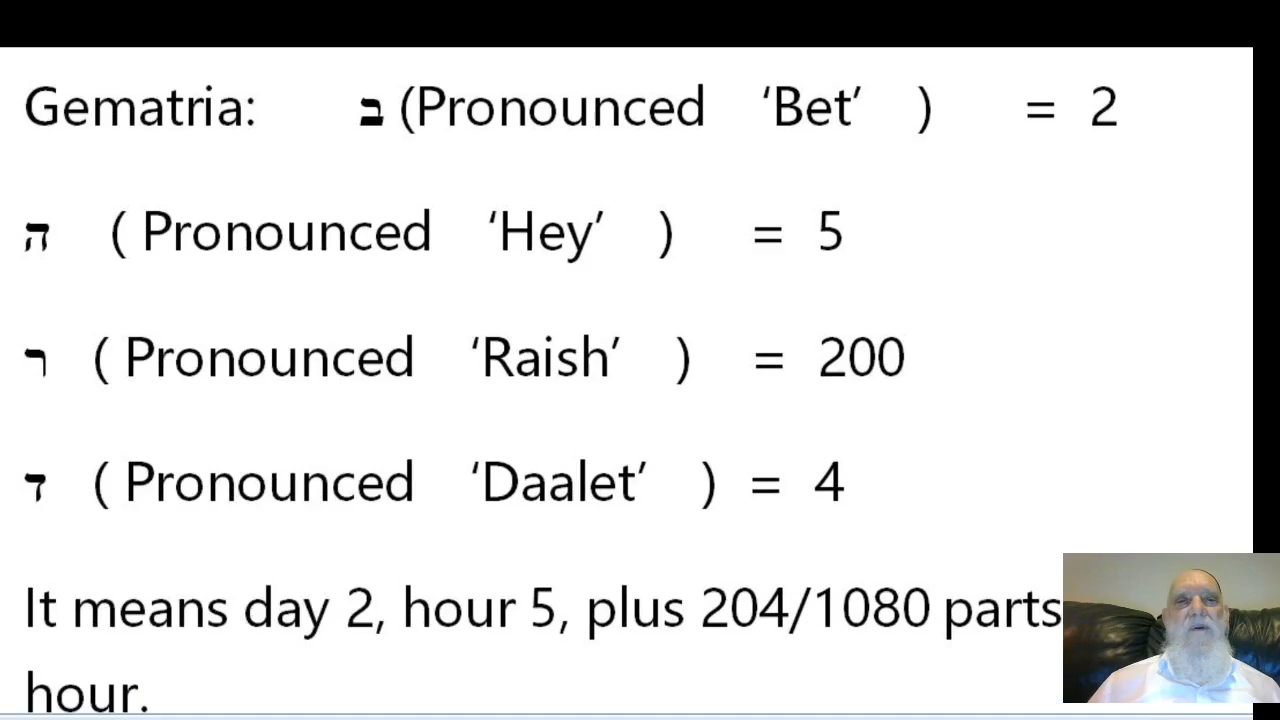 Gematria: ב (Pronounced ‘Bet’ ) = 2
ה ( Pronounced ‘Hey’ ) = 5
ר ( Pronounced ‘Raish’ ) = 200
ד ( Pronounced ‘Daalet’ ) = 4
It means day 2, hour 5, plus 204/1080 parts
hour.